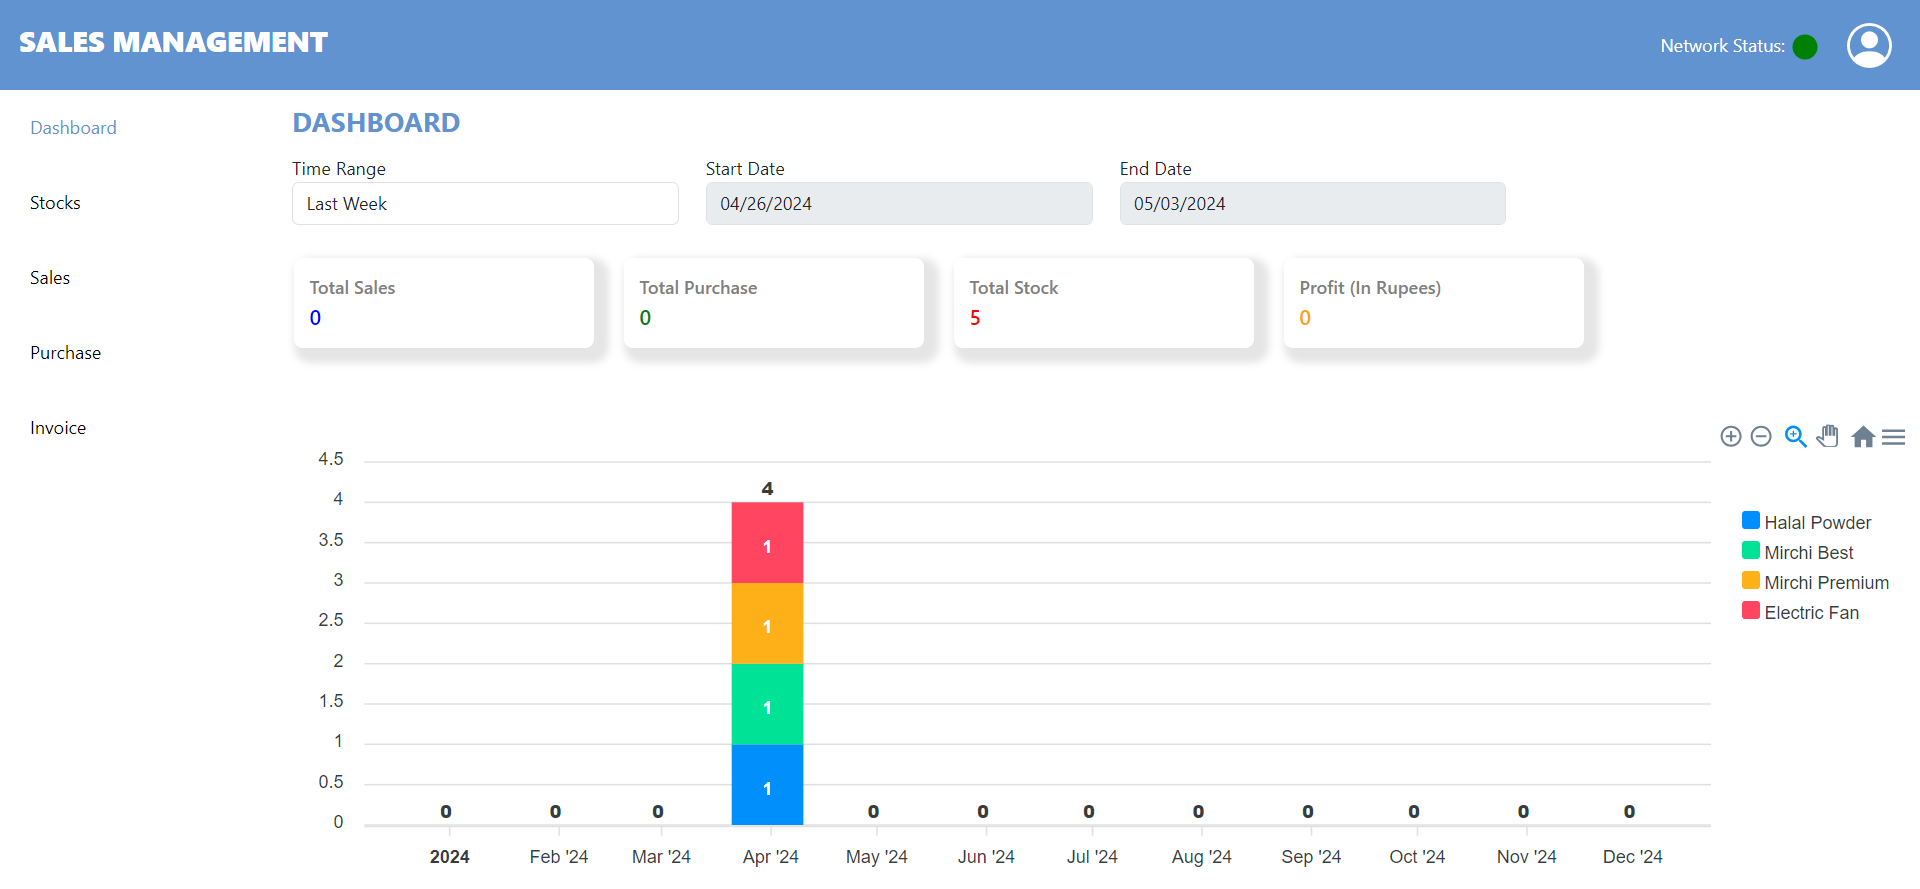 SALES MANAGEMENT
Network Status:
Dashboard
Stocks
Sales
Purchase
Invoice
DASHBOARD
Time Range
Start Date
End Date
Last Week
04/26/2024
05/03/2024
Total Sales
0
Total Purchase
0
Total Stock
5
Profit (In Rupees)
0
4.5
4
3.5
3
2.5
2
1.5
1
0.5
0
4
1
1
1
1
0 0 0 0 0 0 0 0 0 0 0
2024 Feb '24 Mar '24 Apr '24 May '24 Jun '24 Jul '24 Aug '24 Sep '24 Oct '24 Nov '24 Dec '24
Halal Powder
Mirchi Best
Mirchi Premium
Electric Fan